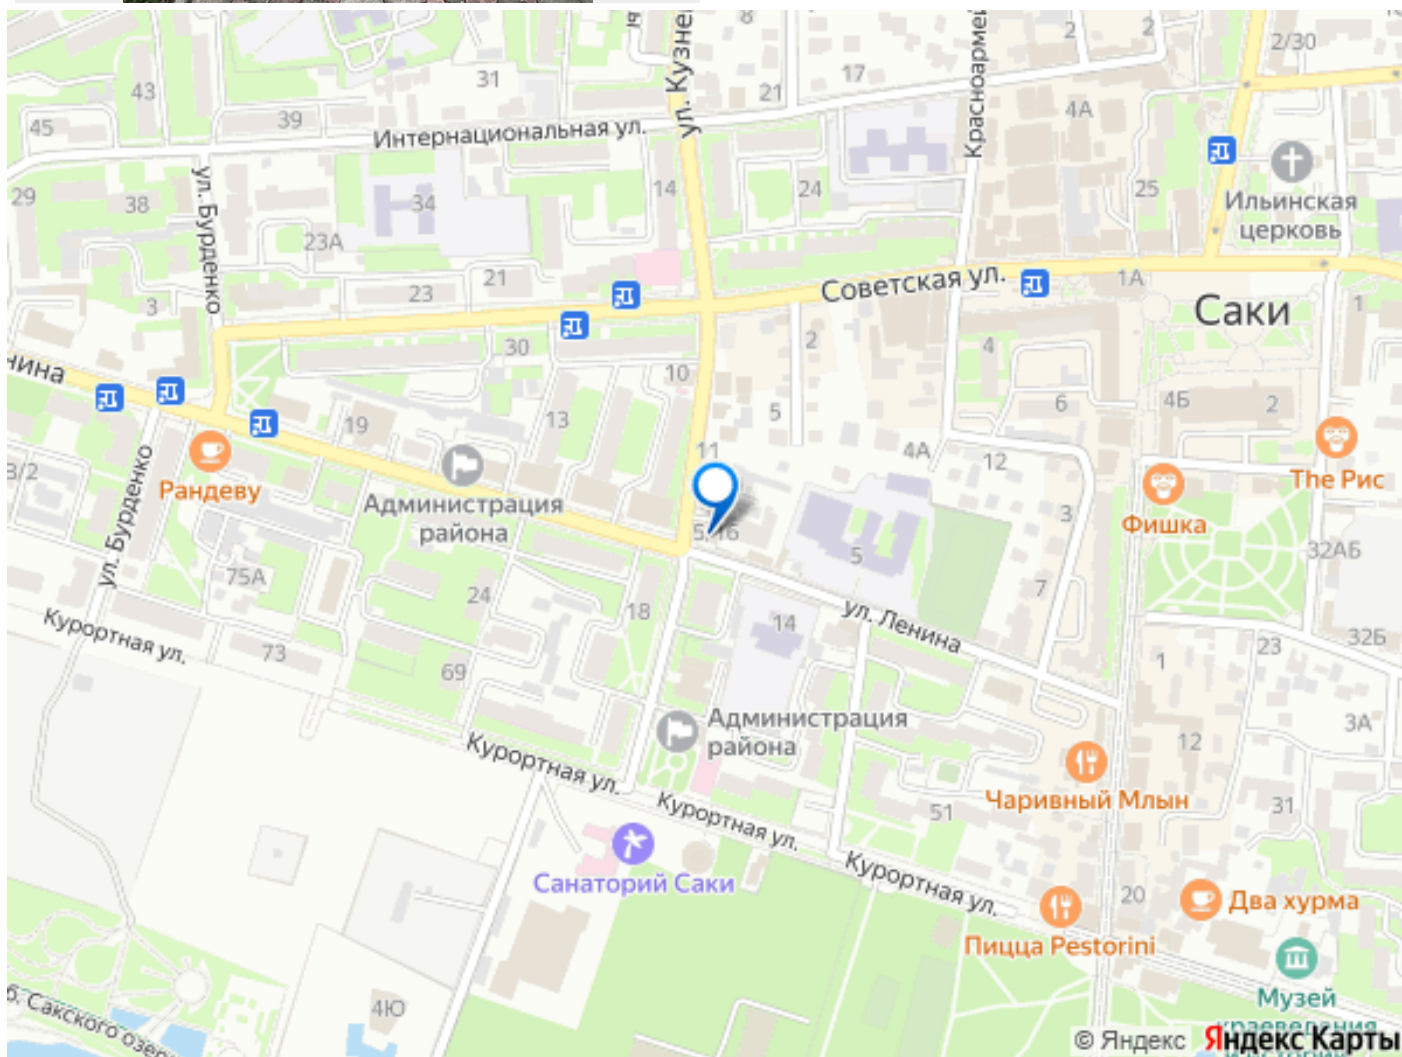 ул. Кузне
8
2
2
2/30
31
17
43
21
4А
45
39
Интернациональная ул.
Красноармей
ул. Бурденко
29
38
34
14
24
25
Ильинская
церковь
23А
21
23
3
Советская ул.
1А
Саки
1
30
2
4
нина
10
5
6
4Б
2
19
13
11
4А
12
The Рис
3/2
Рандеву
Администрация
района
Фишка
ул. Бурденко
3
5/16
5
32АБ
75А
24
18
14
7
ул. Ленина
Курортная ул.
73
69
1
23
32Б
Администрация
района
3А
12
Курортная ул.
Чаривный Млын
51
31
Курортная ул.
Санаторий Саки
Курортная ул.
20
Два хурма
Пицца Pestorini
4Ю
б. Сакского озер
Музей
краеведения
© Яндекс Яндекс Карты